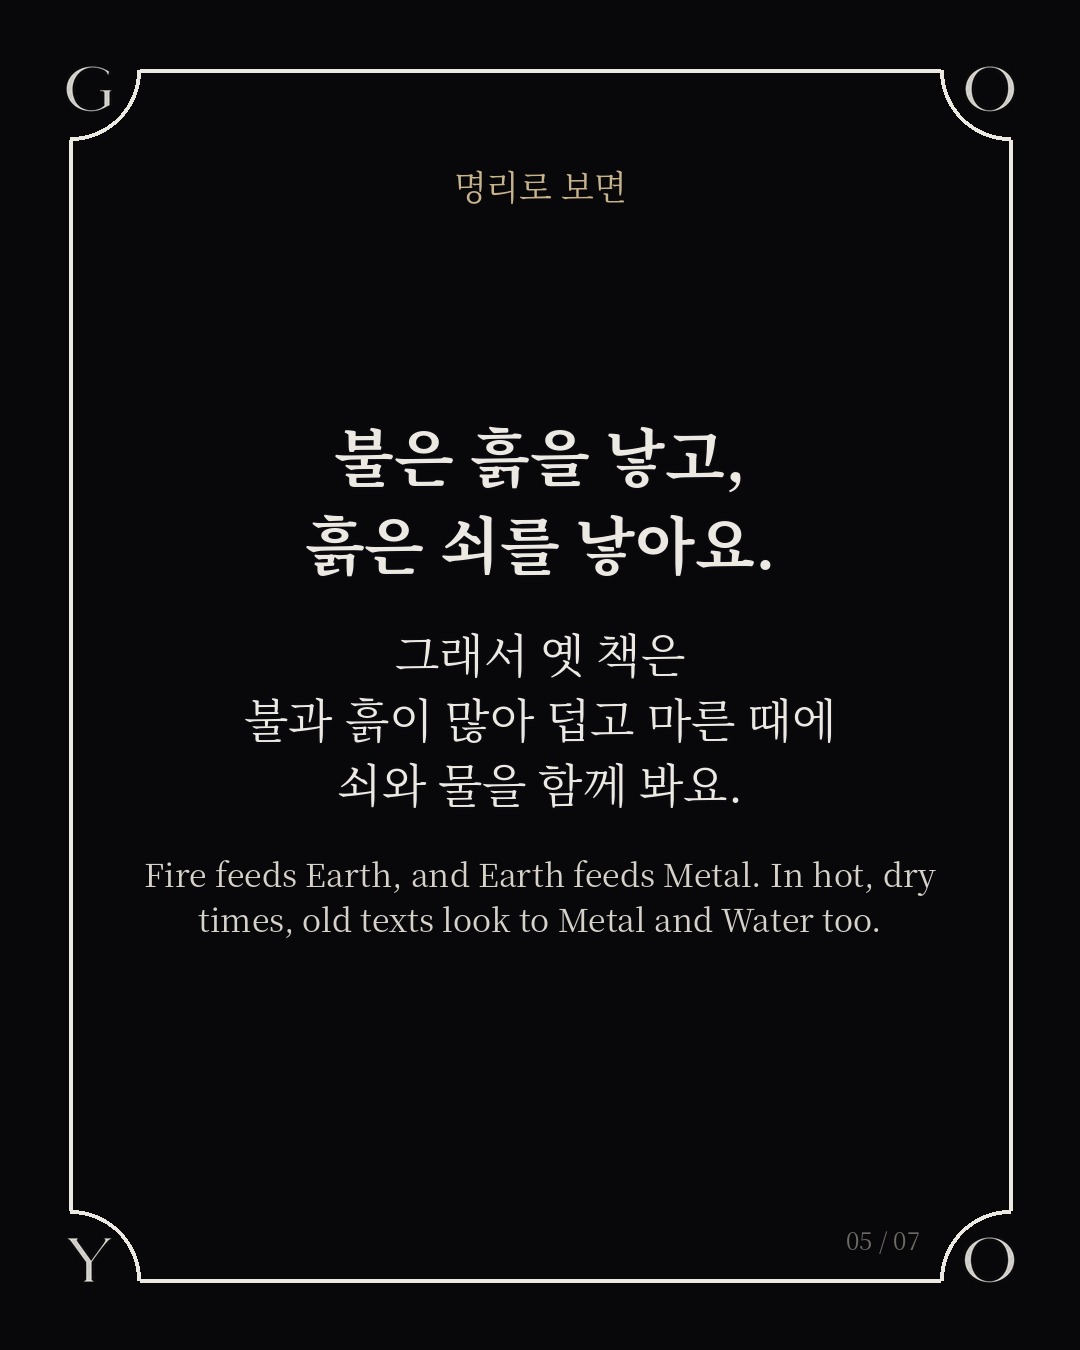 G O
명리로 보면
불은 흙을 낳고,
흙은 쇠를 낳아요.
그래서 옛 책은
불과 흙이 많아 덥고 마른 때에
쇠와 물을 함께 봐요.
Fire feeds Earth, and Earth feeds Metal. In hot, dry
times, old texts look to Metal and Water too.
05 / 07
Y O